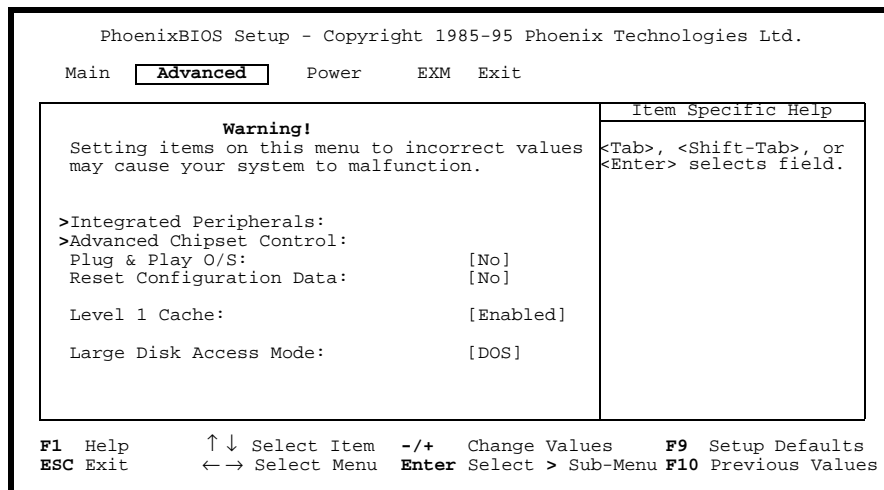 PhoenixBIOS Setup - Copyright 1985-95 Phoenix Technologies Ltd.
Main Advanced Power EXM Exit
Item Specific Help
Warning!
Setting items on this menu to incorrect values
may cause your system to malfunction.
<Tab>, <Shift-Tab>, or
<Enter> selects field.
>Integrated Peripherals:
>Advanced Chipset Control:
Plug & Play O/S: [No]
Reset Configuration Data: [No]
Level 1 Cache: [Enabled]
Large Disk Access Mode: [DOS]
F1 Help ↑↓ Select Item -/+ Change Values F9 Setup Defaults
ESC Exit ←→ Select Menu Enter Select > Sub-Menu F10 Previous Values